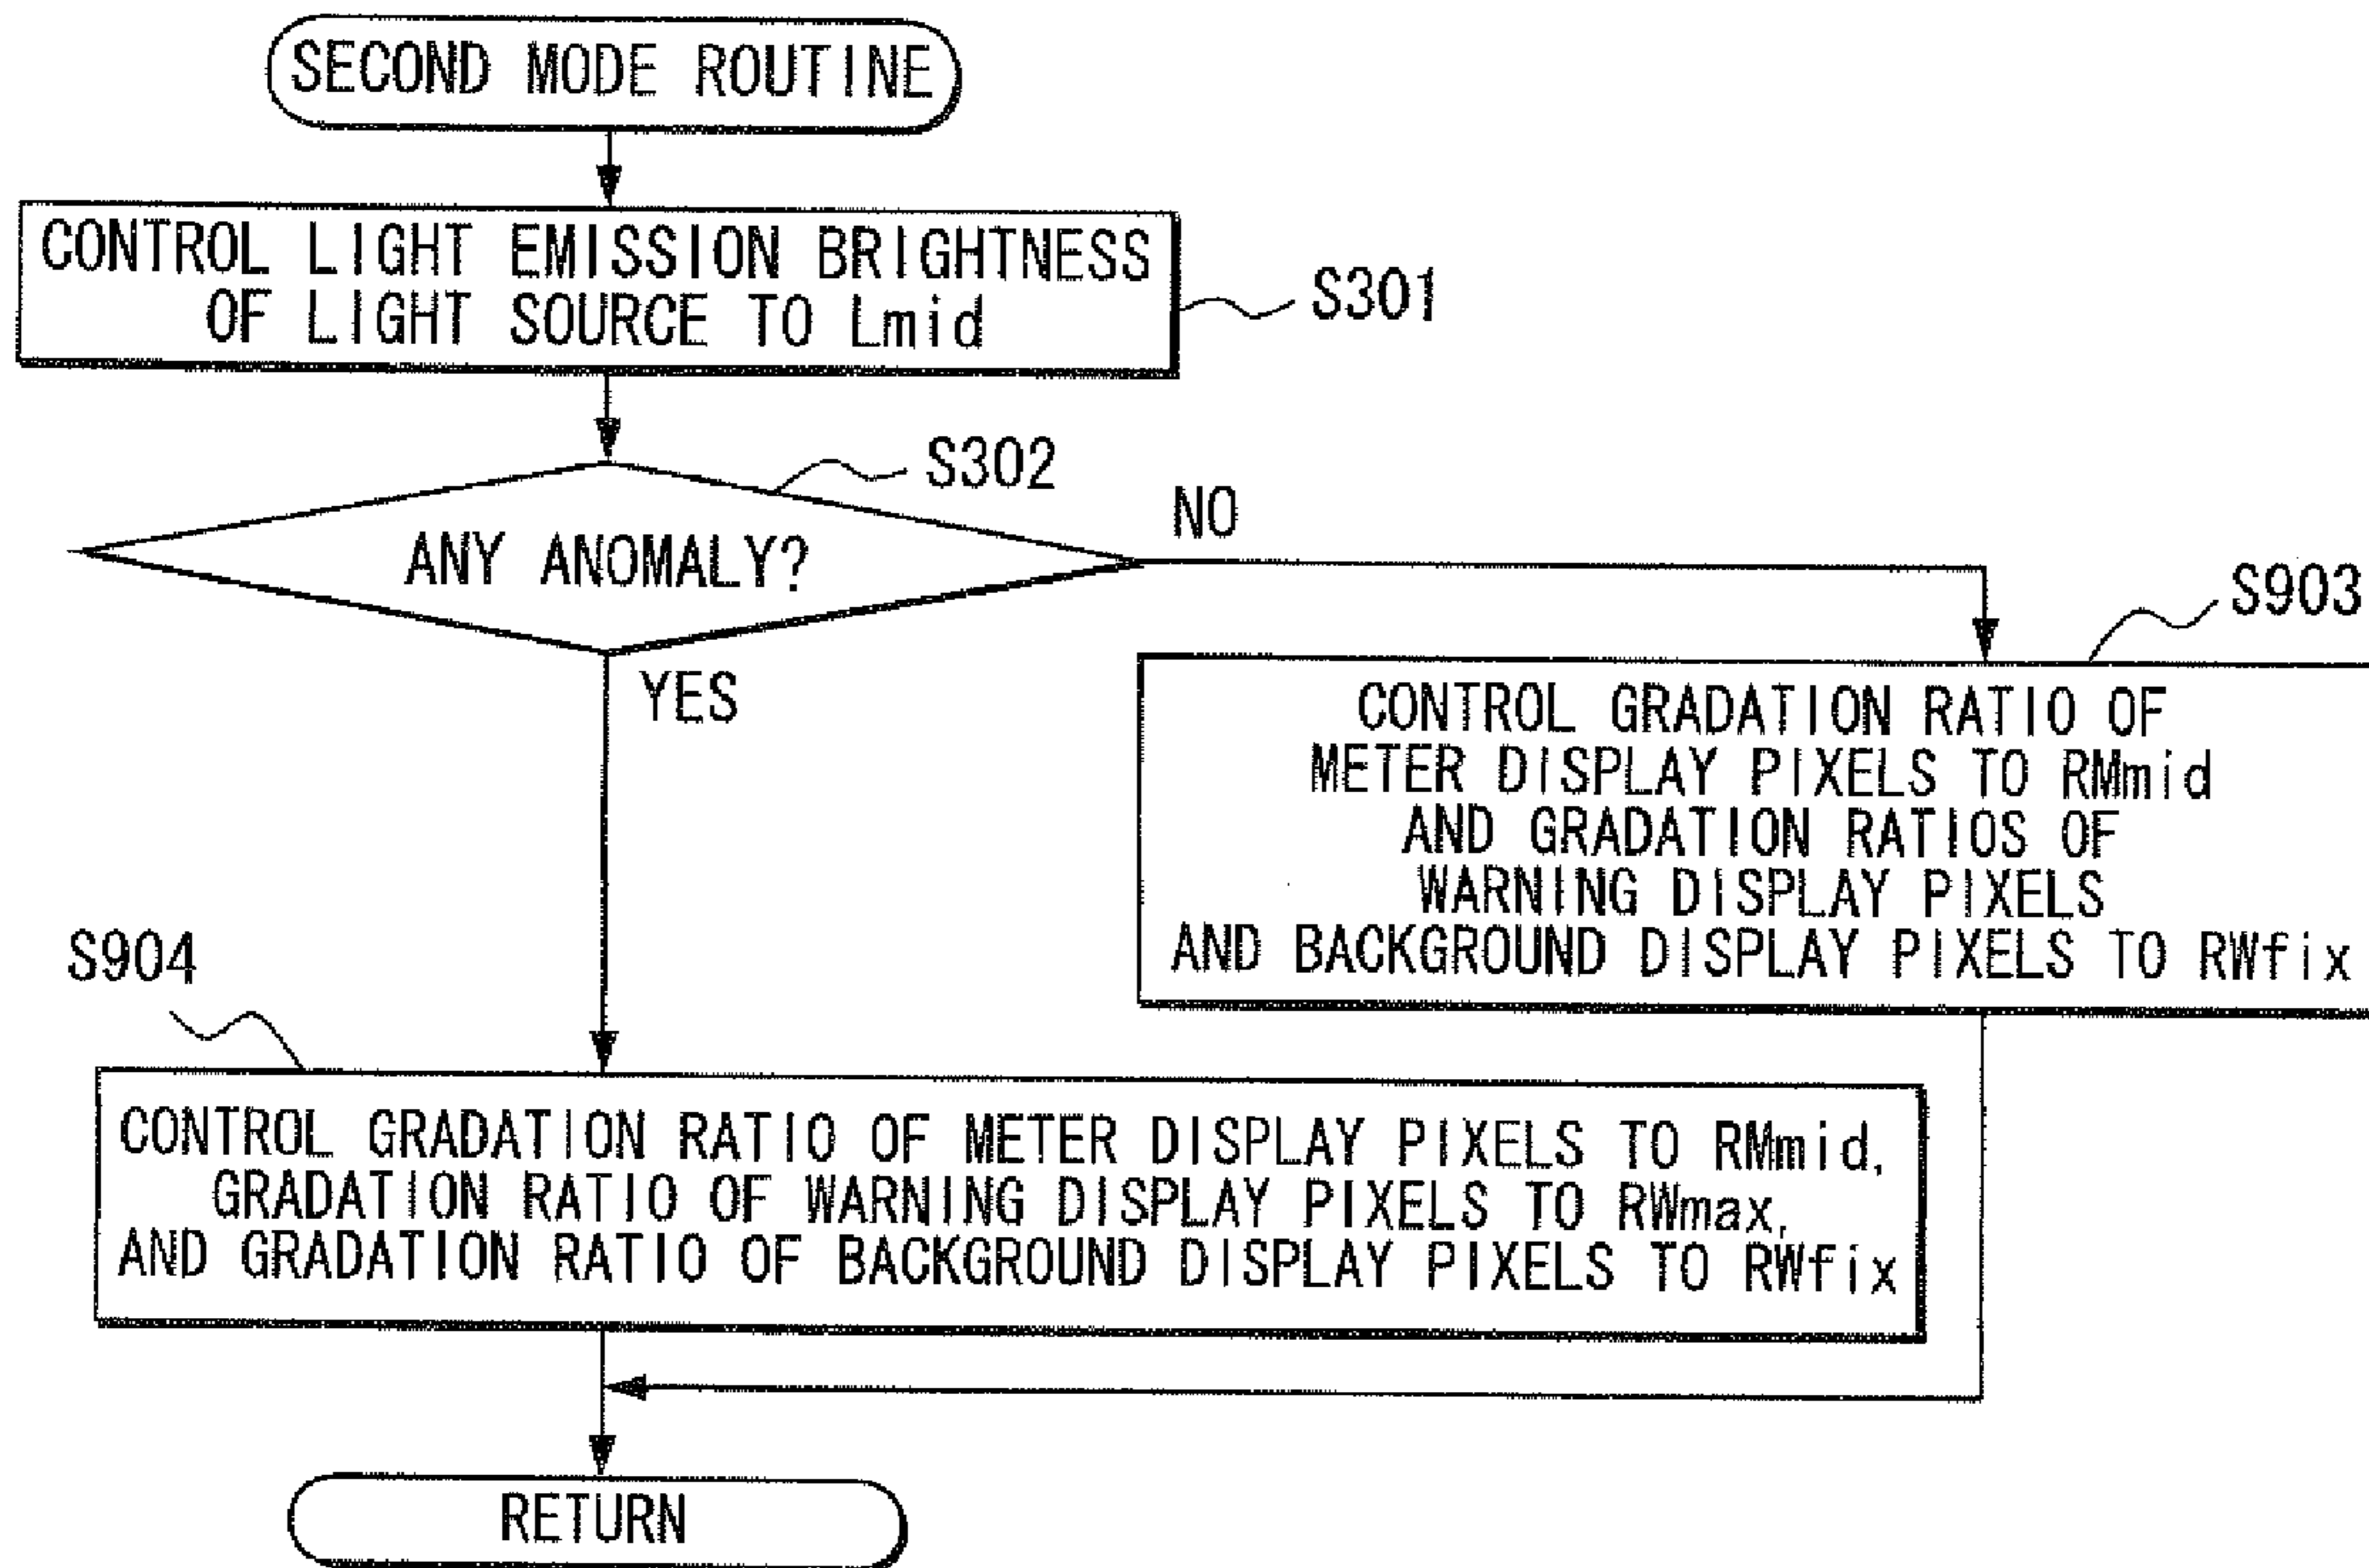 SECOND MODE ROUTINE
CONTROL LIGHT EMISSION BRIGHTNESS
OF LIGHT SOURCE TO Lmid
S301
S302
ANY ANOMALY?
NO
YES
S903
CONTROL GRADATION RATIO OF
METER DISPLAY PIXELS TO RMmid
AND GRADATION RATIOS OF
WARNING DISPLAY PIXELS
AND BACKGROUND DISPLAY PIXELS TO RWfix
S904
CONTROL GRADATION RATIO OF METER DISPLAY PIXELS TO RMmid,
GRADATION RATIO OF WARNING DISPLAY PIXELS TO RWmax,
AND GRADATION RATIO OF BACKGROUND DISPLAY PIXELS TO RWfix
RETURN